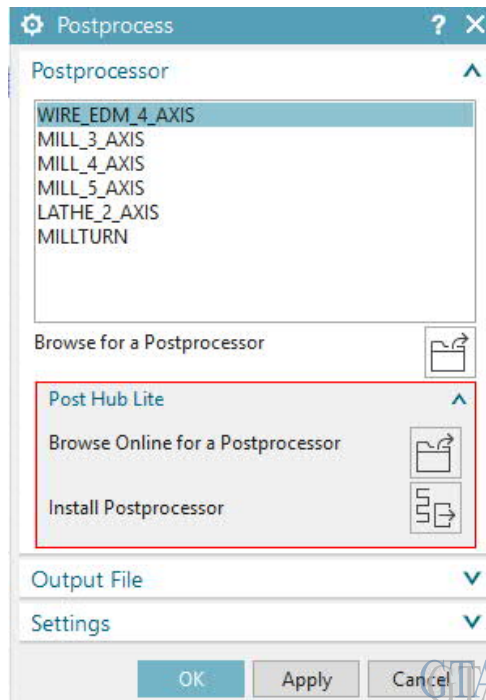 Postprocess ? X
Postprocessor
WIRE_EDM_4_AXIS
MILL_3_AXIS
MILL_4_AXIS
MILL_5_AXIS
LATHE_2_AXIS
MILLTURN
Browse for a Postprocessor
Post Hub Lite
Browse Online for a Postprocessor
Install Postprocessor
Output File
Settings
OK Apply Cancel
GTA